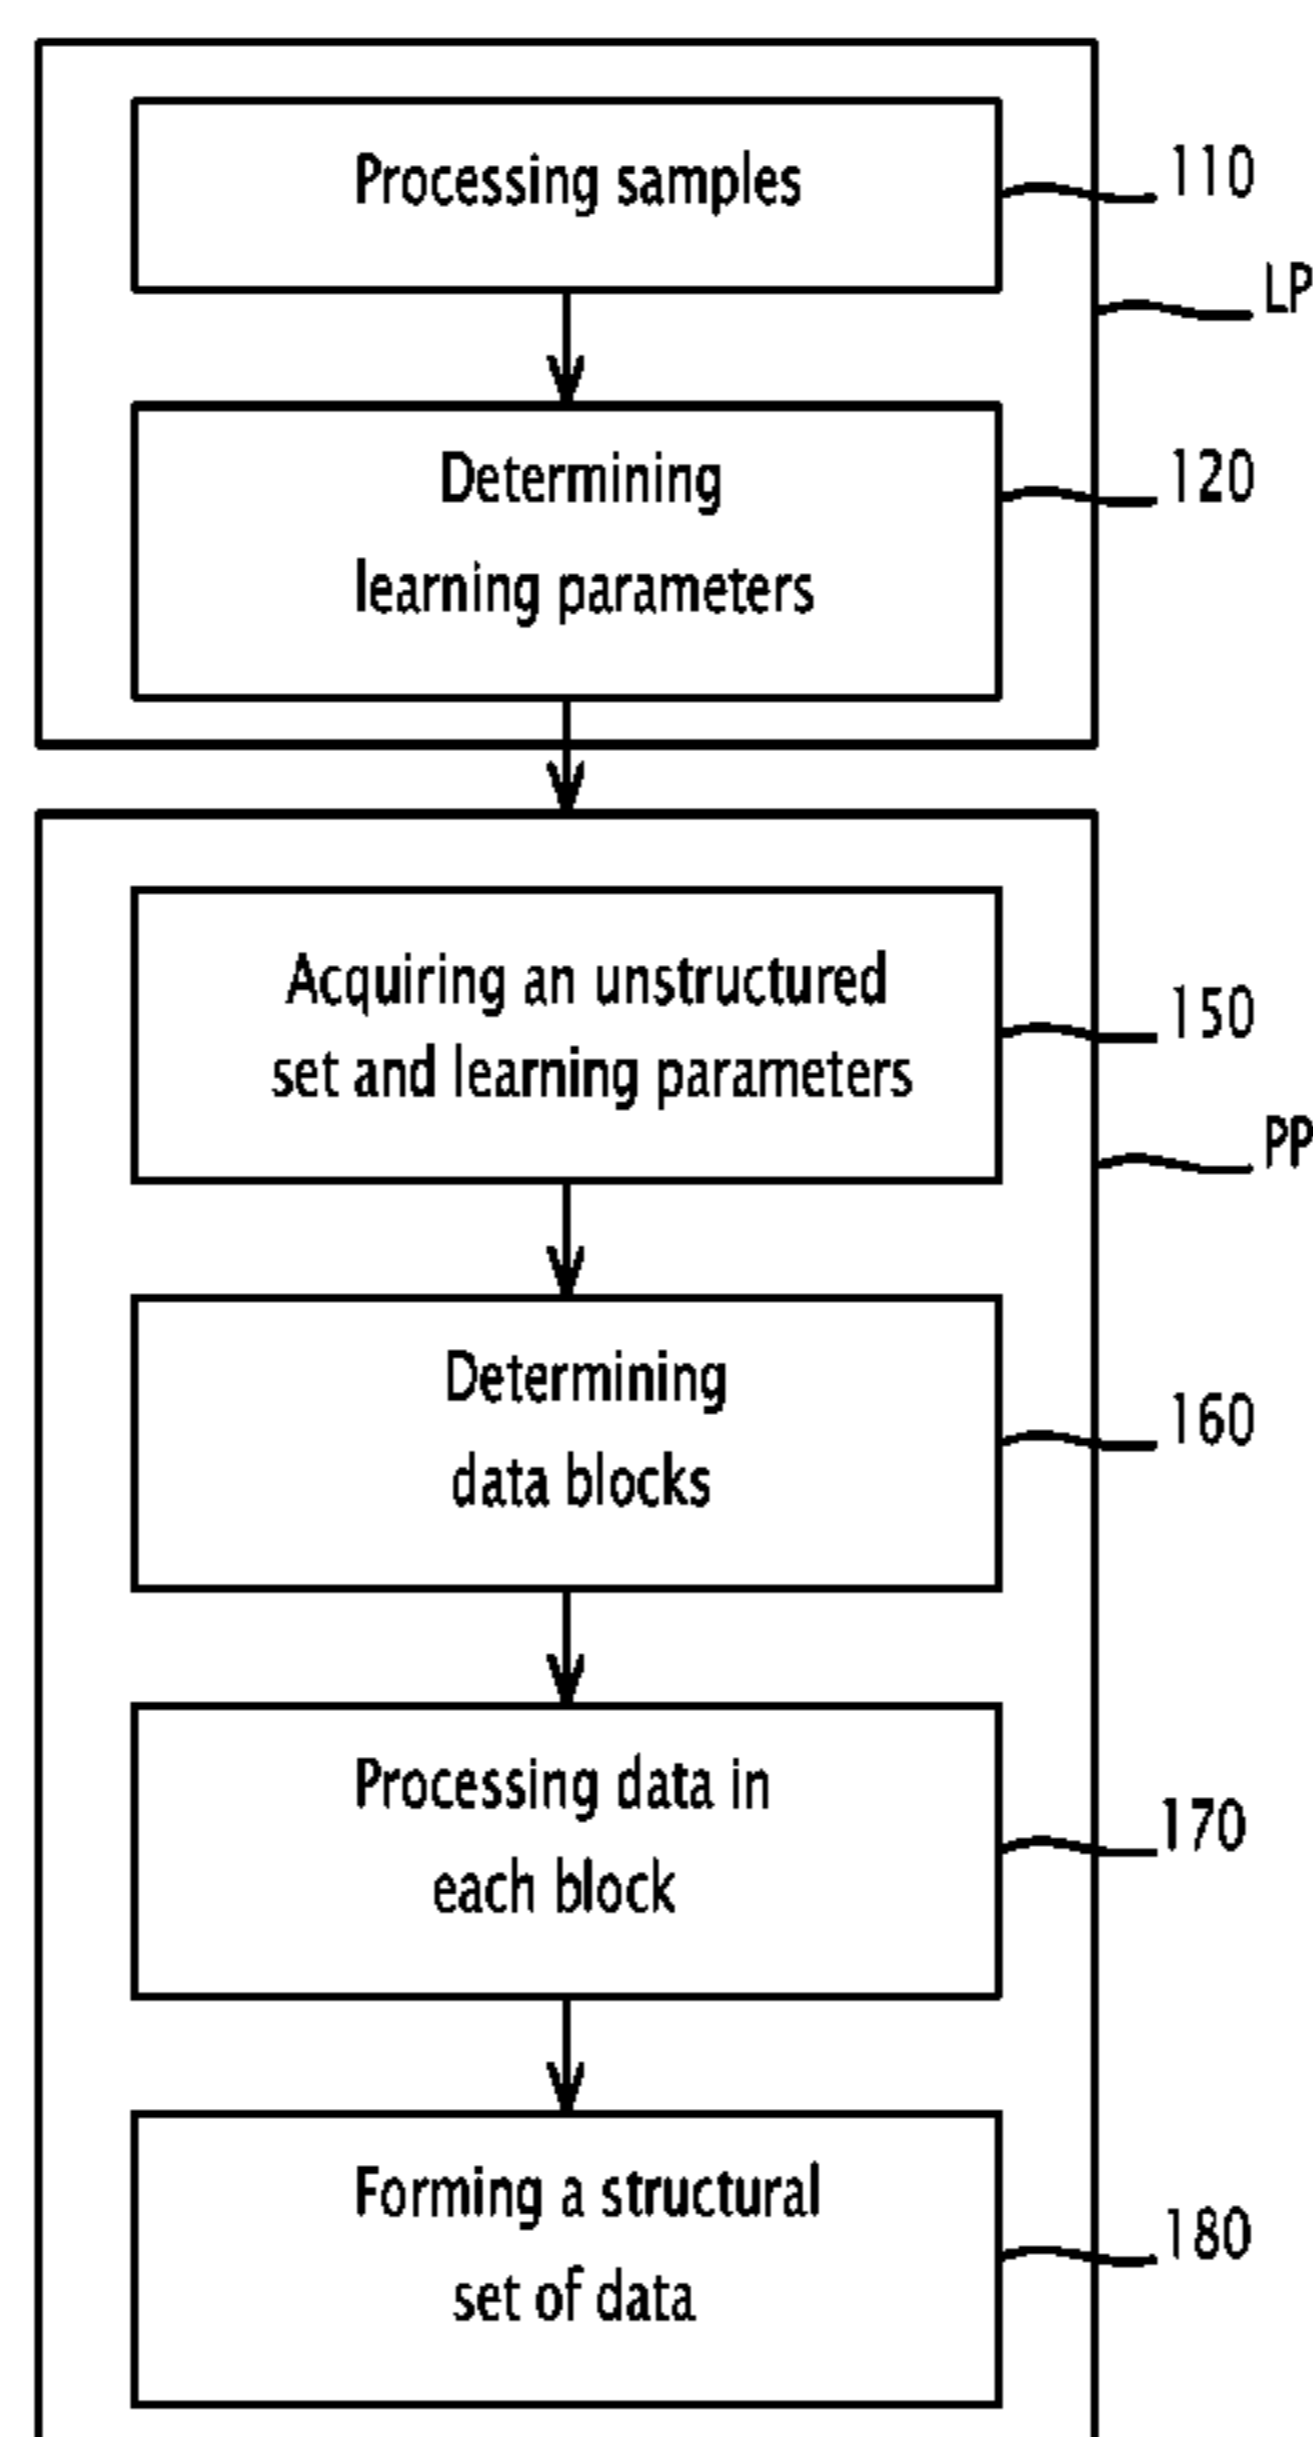 Processing samples
110
LP
Determining
learning parameters
120
Acquiring an unstructured
set and learning parameters
150
PP
Determining
data blocks
160
Processing data in
each block
170
Forming a structural
set of data
180